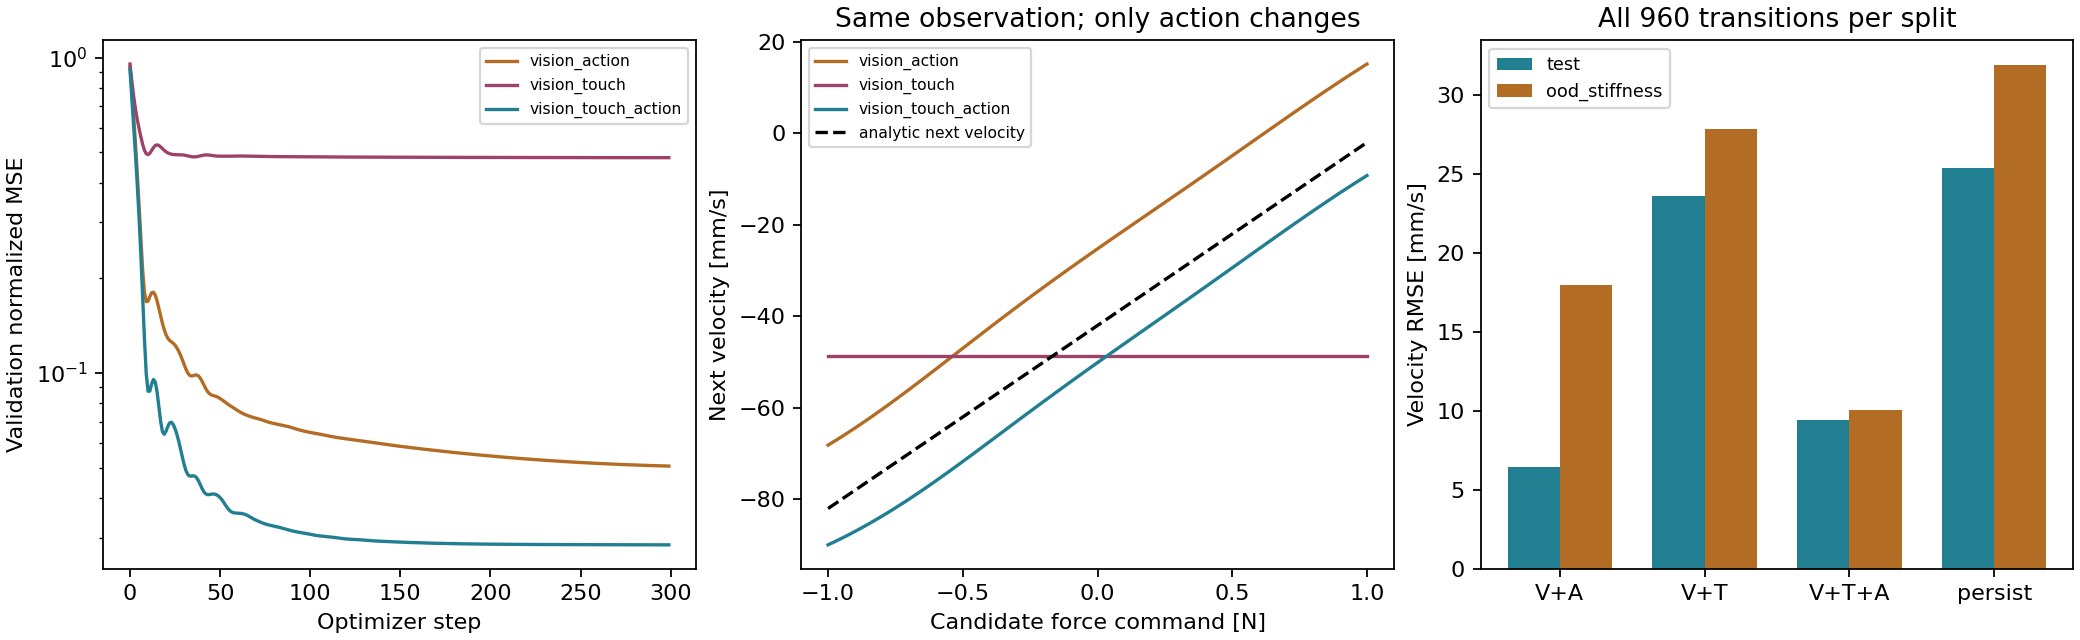 Validation normalized MSE
10⁰
10⁻¹
vision_action
vision_touch
vision_touch_action
0
50
100
150
200
250
300
Optimizer step
Same observation; only action changes
Next velocity [mm/s]
20
0
−20
−40
−60
−80
vision_action
vision_touch
vision_touch_action
analytic next velocity
−1.0
−0.5
0.0
0.5
1.0
Candidate force command [N]
All 960 transitions per split
Velocity RMSE [mm/s]
30
25
20
15
10
5
0
test
ood_stiffness
V+A
V+T
V+T+A
persist